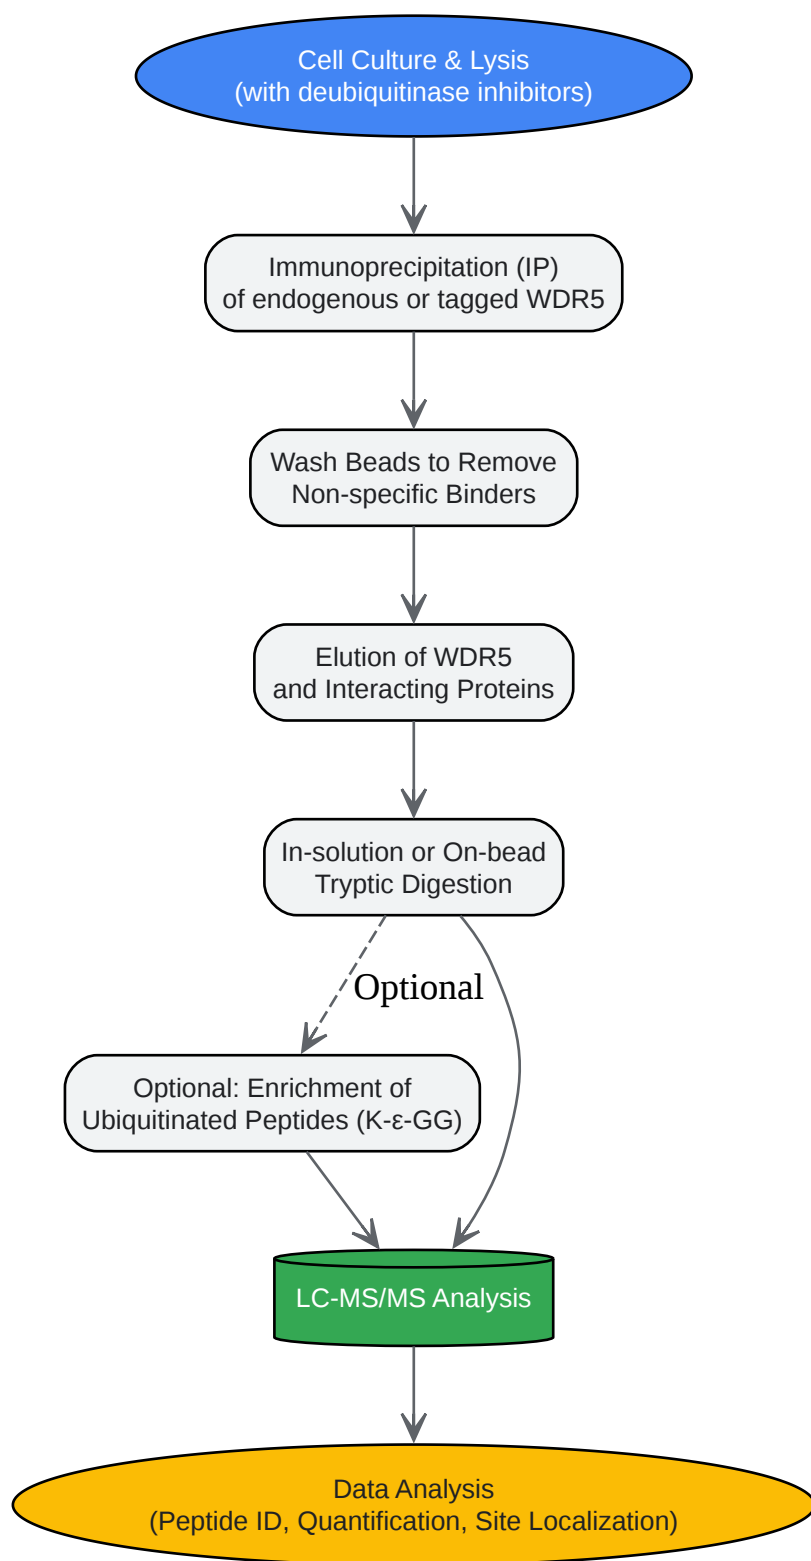 Cell Culture & Lysis
(with deubiquitinase inhibitors)
Immunoprecipitation (IP)
of endogenous or tagged WDR5
Wash Beads to Remove
Non-specific Binders
Elution of WDR5
and Interacting Proteins
In-solution or On-bead
Tryptic Digestion
Optional
Optional: Enrichment of
Ubiquitinated Peptides (K-ε-GG)
LC-MS/MS Analysis
Data Analysis
(Peptide ID, Quantification, Site Localization)